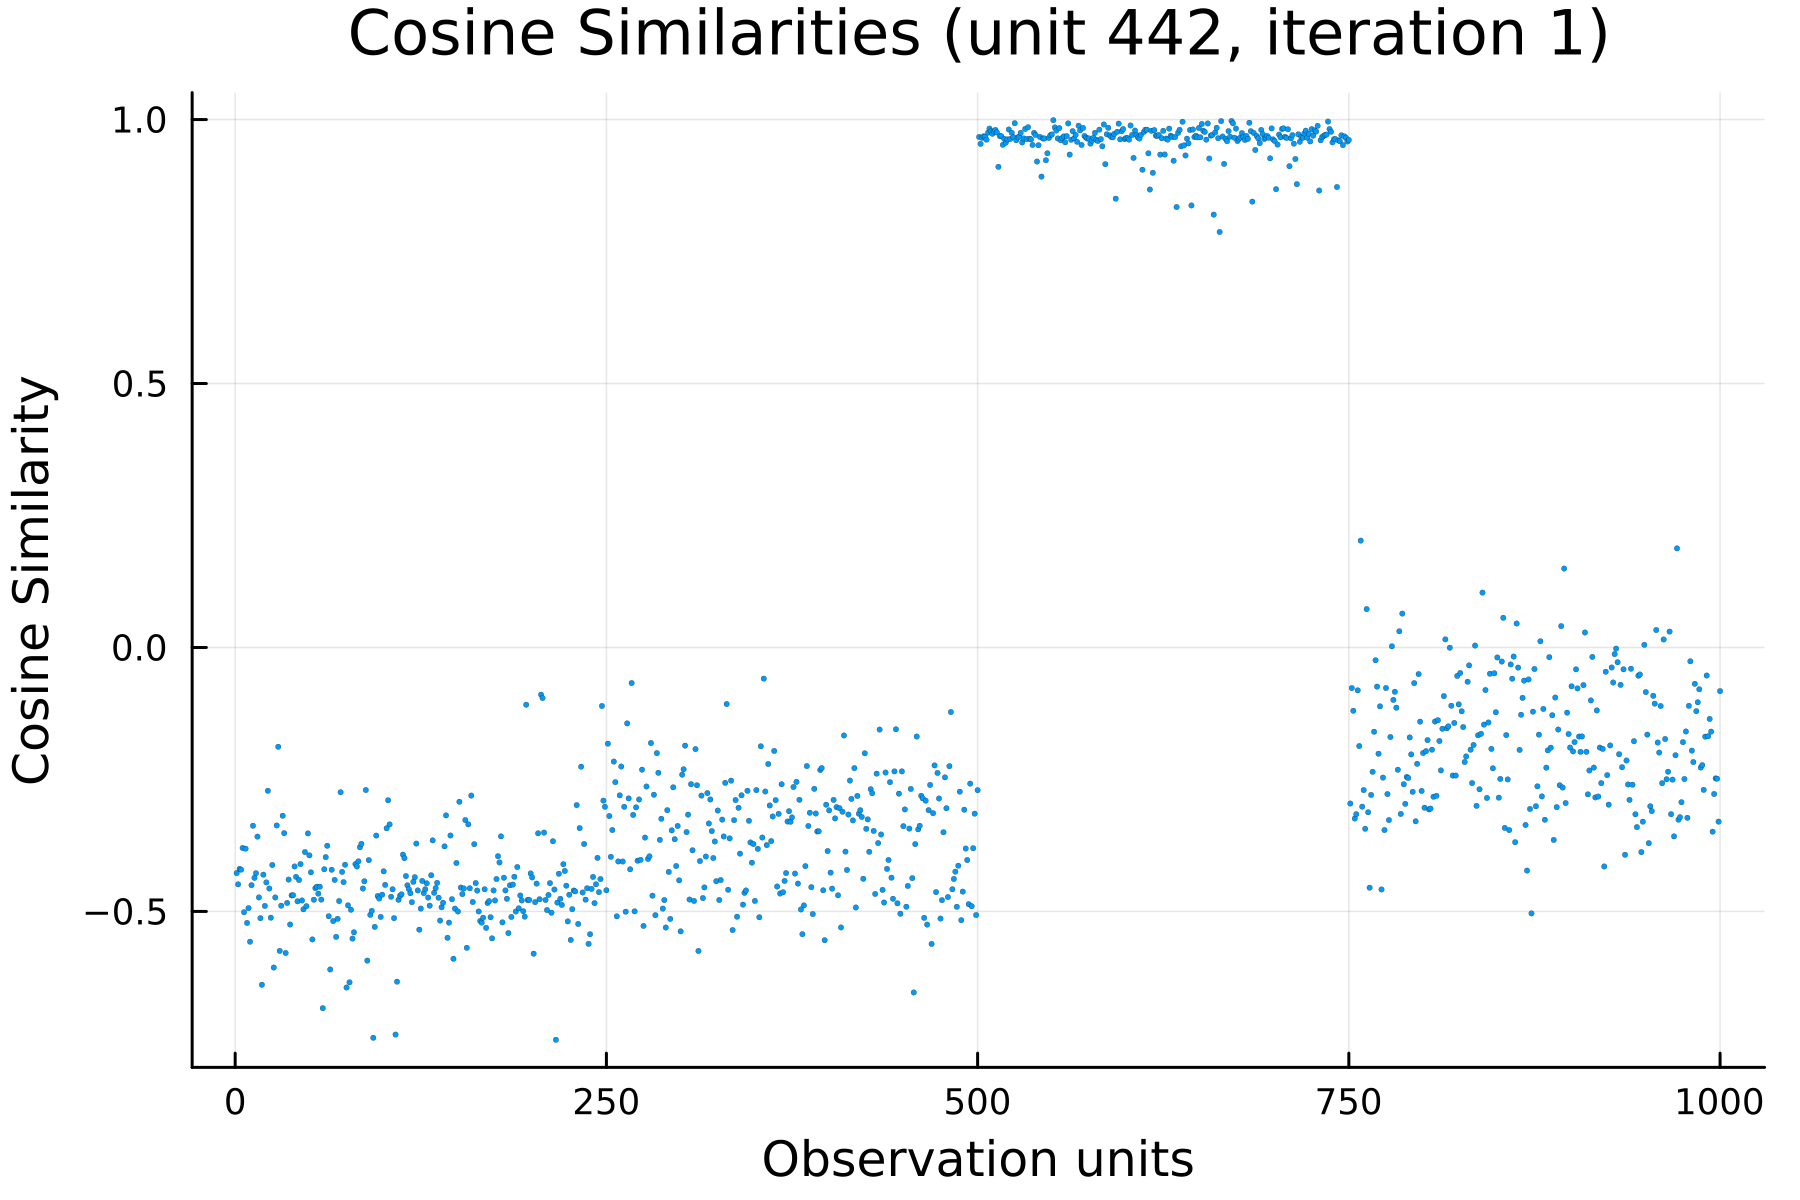 Cosine Similarities (unit 442, iteration 1)
1.0
0.5
0.0
−0.5
Cosine Similarity
0 250 500 750 1000
Observation units